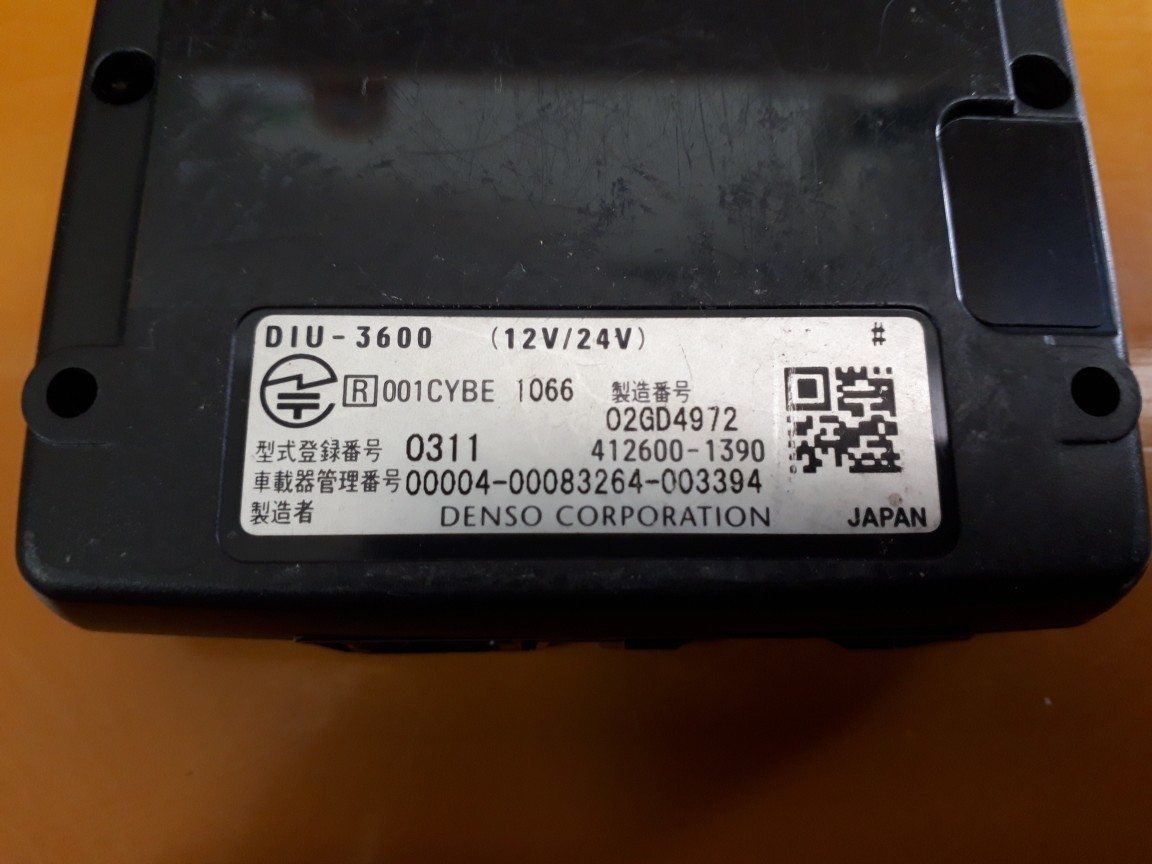 DIU-3600 (12V/24V) #
R 001CYBE 1066 製造番号
02GD4972
型式登録番号 0311 412600-1390
車載器管理番号 00004-00083264-003394
製造者 DENSO CORPORATION JAPAN